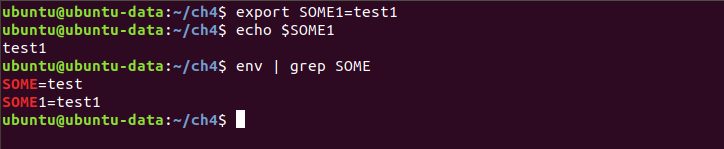 ubuntu@ubuntu-data:~/ch4$ export SOME1=test1
ubuntu@ubuntu-data:~/ch4$ echo $SOME1
test1
ubuntu@ubuntu-data:~/ch4$ env | grep SOME
SOME=test
SOME1=test1
ubuntu@ubuntu-data:~/ch4$